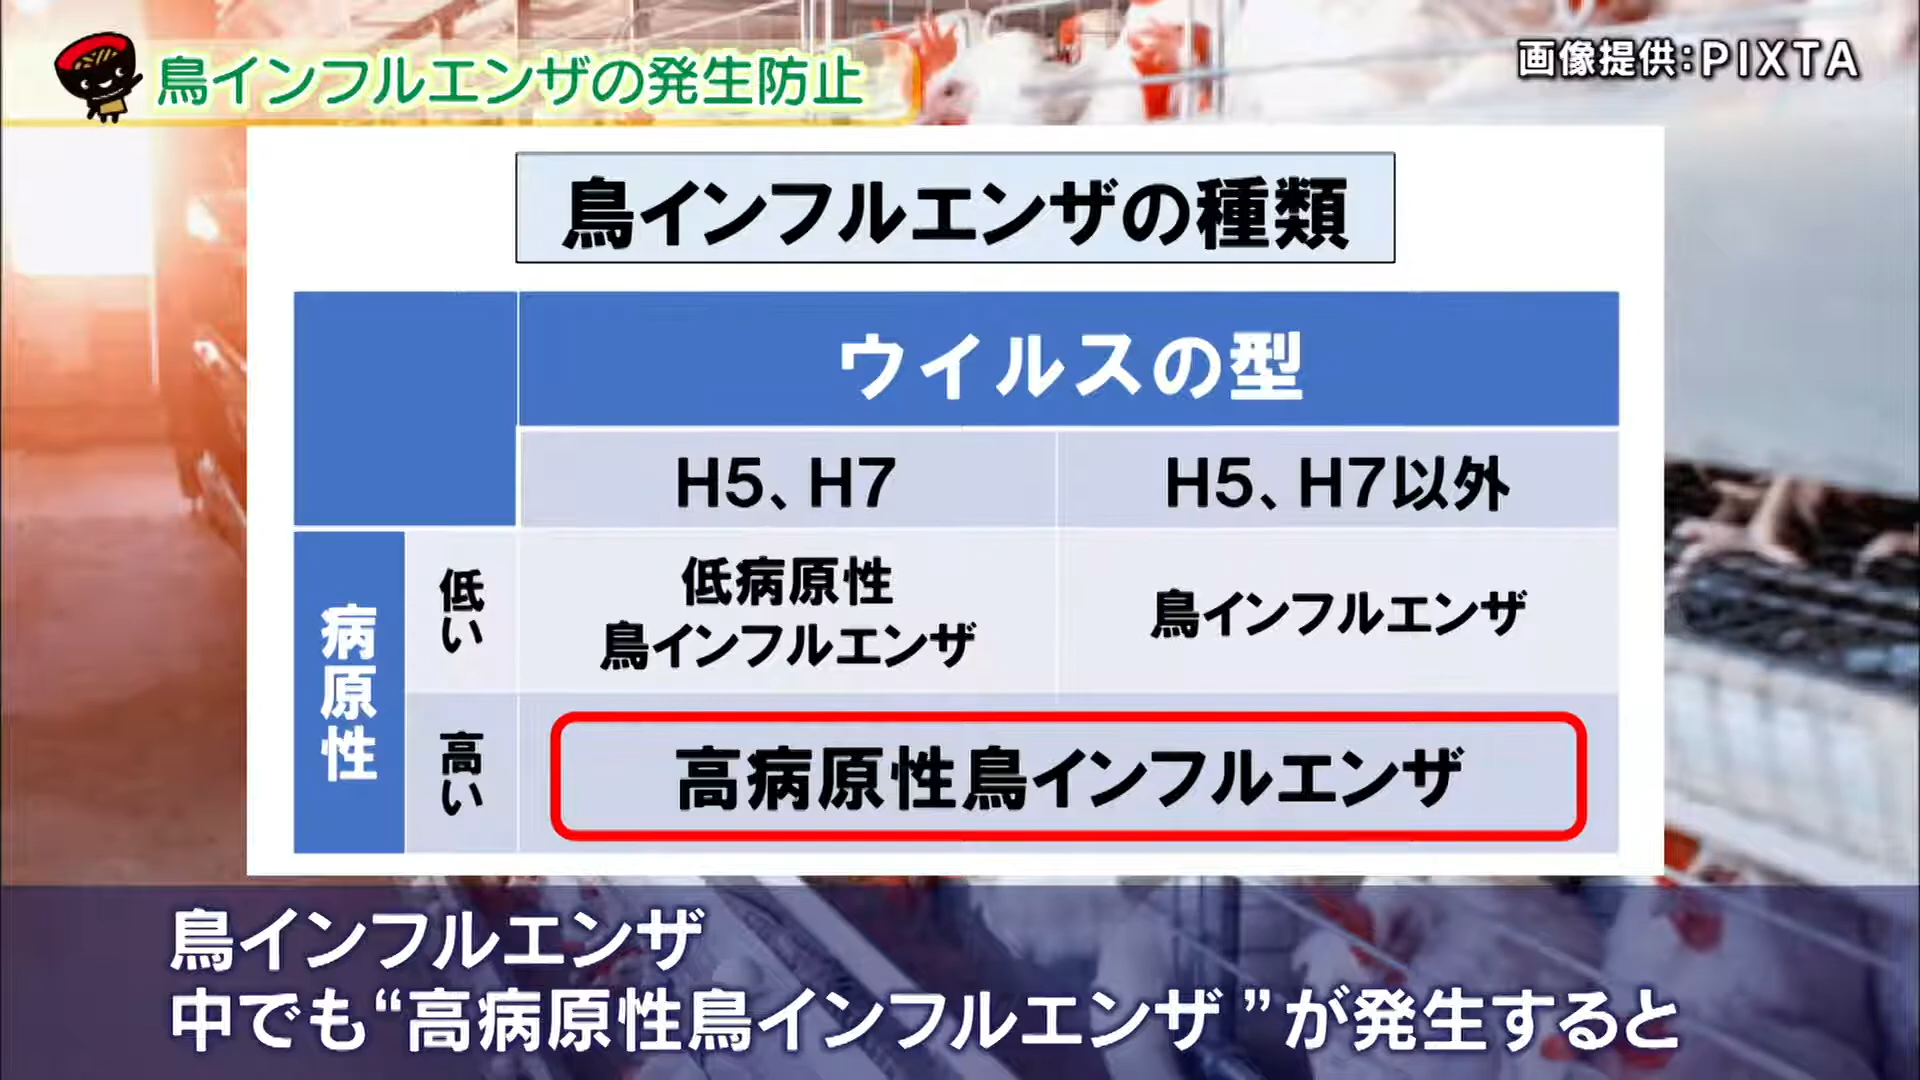 鳥インフルエンザの発生防止
画像提供:PIXTA
鳥インフルエンザの種類
ウイルスの型
H5、H7
H5、H7以外
病原性
低い
低病原性
鳥インフルエンザ
鳥インフルエンザ
高い
高病原性鳥インフルエンザ
鳥インフルエンザ
中でも“高病原性鳥インフルエンザ ”が発生すると